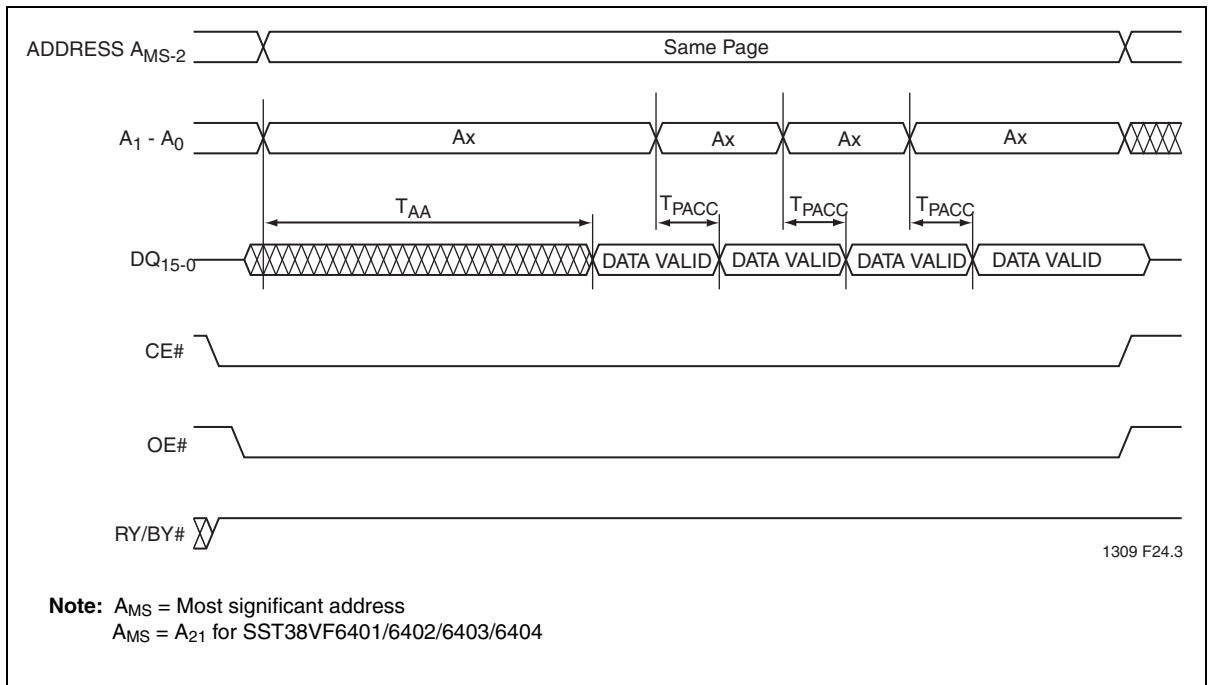 ADDRESS AMS-2
Same Page
A1 - A0
Ax Ax Ax Ax
TAA TPACC TPACC TPACC
DQ15-0
DATA VALID DATA VALID DATA VALID DATA VALID
CE#
OE#
RY/BY#
1309 F24.3
Note: AMS = Most significant address
AMS = A21 for SST38VF6401/6402/6403/6404